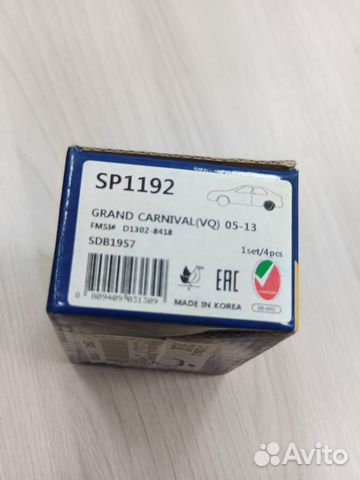 SP1192
GRAND CARNIVAL(VQ) 05-13
FMSI# D1302-8418
SDB1957
1set/4pcs
EAC
0 009409 031309
MADE IN KOREA
Avito